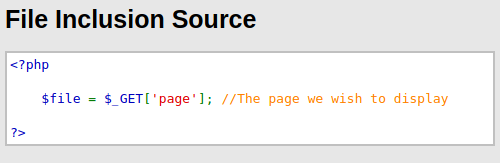 File Inclusion Source
<?php
$file = $_GET['page']; //The page we wish to display
?>